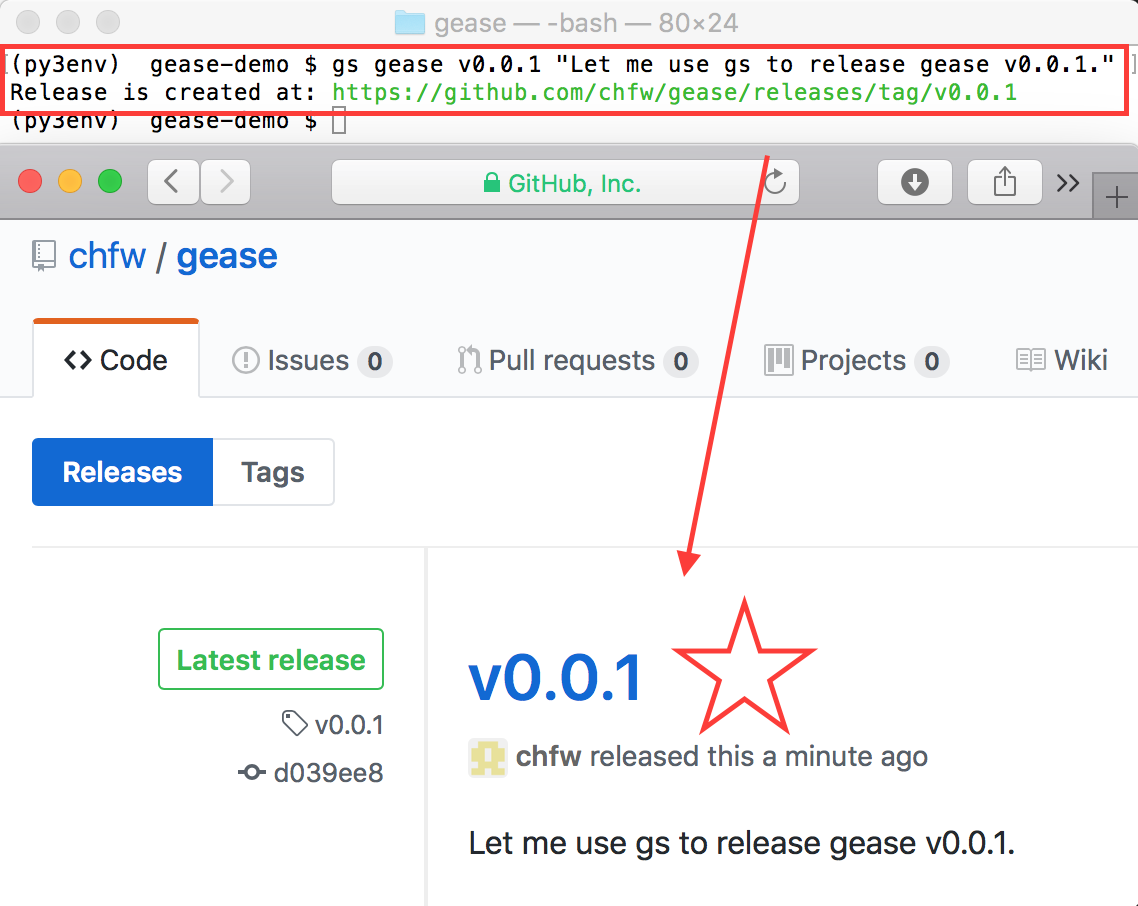 gease — -bash — 80×24
(py3env)  gease-demo $ gs gease v0.0.1 "Let me use gs to release gease v0.0.1."
Release is created at: https://github.com/chfw/gease/releases/tag/v0.0.1
(py3env)  gease-demo $
GitHub, Inc.
chfw / gease
Code Issues 0 Pull requests 0 Projects 0 Wiki
Releases Tags
Latest release
v0.0.1
d039ee8
v0.0.1
chfw released this a minute ago
Let me use gs to release gease v0.0.1.